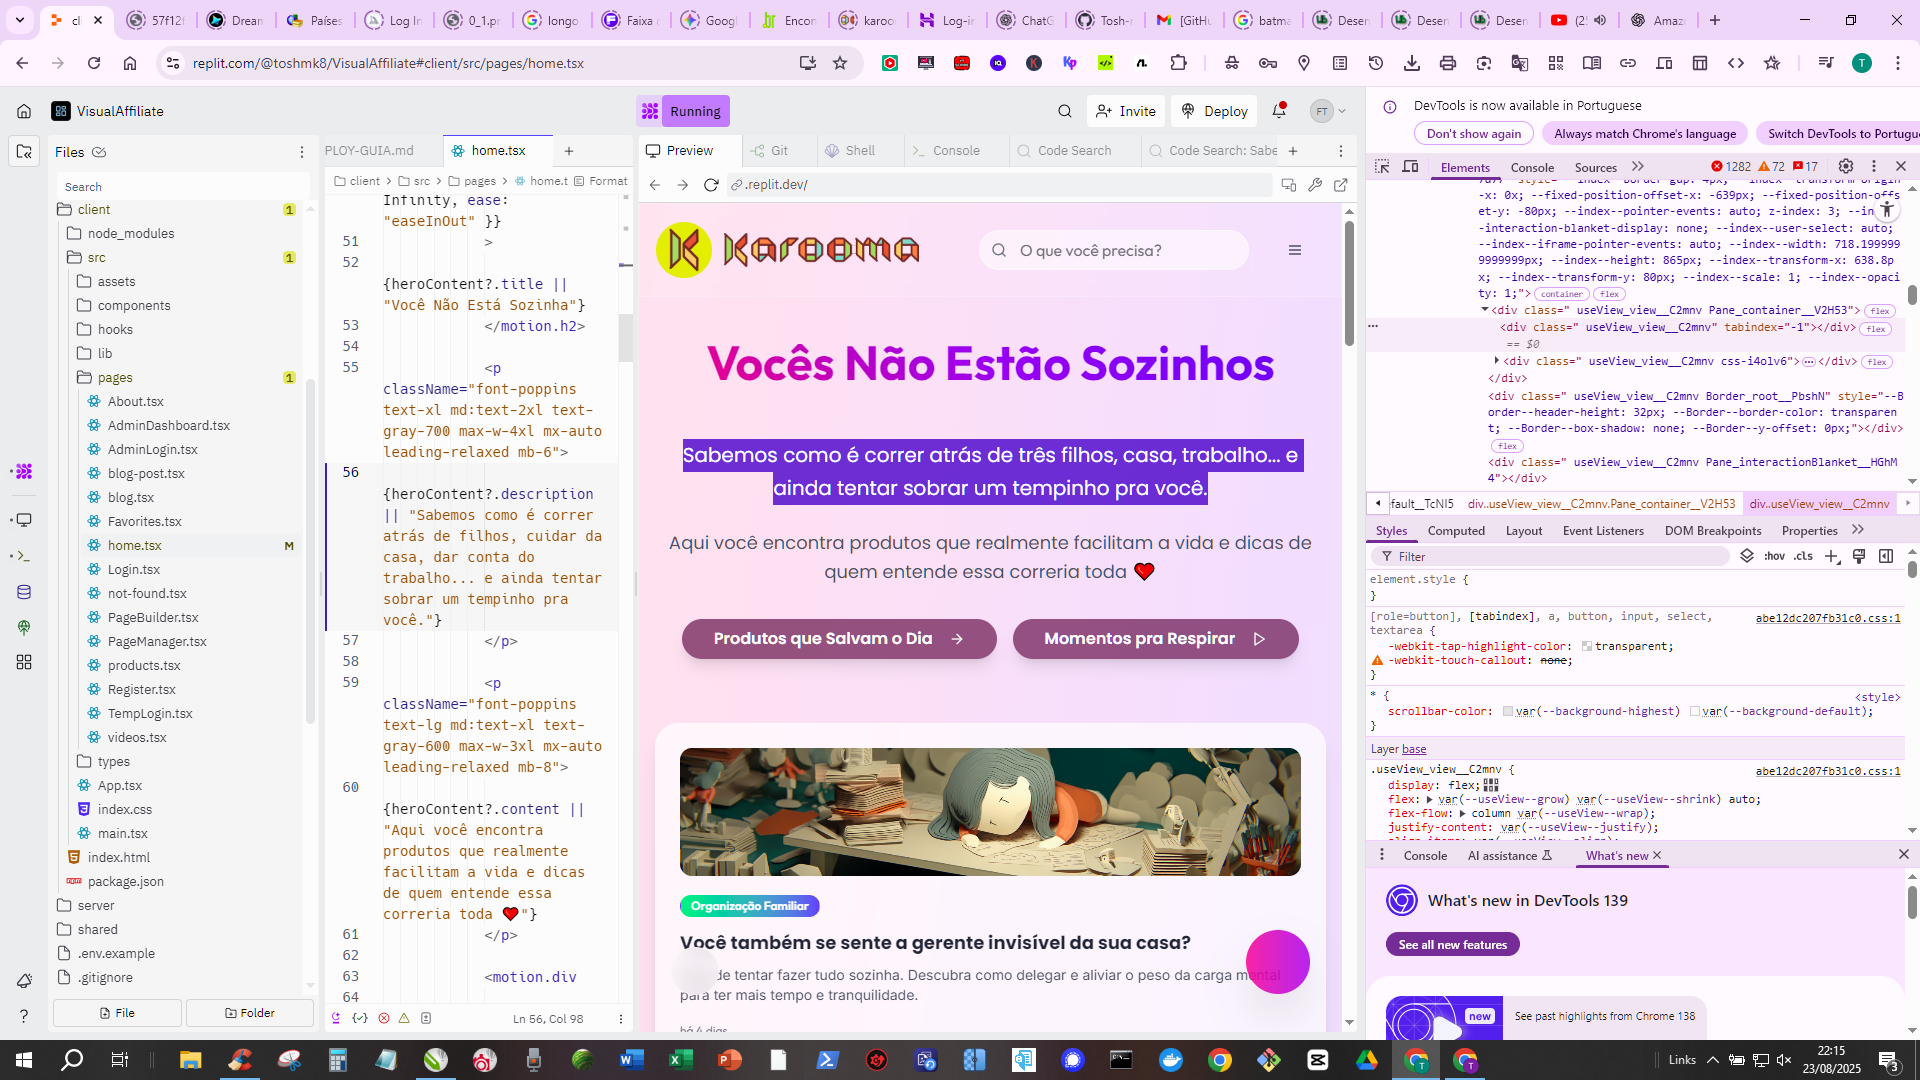 cl
57f12f
Dream
Países
Log In
0_1.pr
longo
Faixa d
Googl
Encon
karoo
Log-in
ChatG
Tosh-r
[GitHu
batma
Desen
Desen
Desen
(2
Amaz
replit.com/@toshmk8/VisualAffiliate#client/src/pages/home.tsx
T
VisualAffiliate
Running
Invite
Deploy
FT
Files
Search
client 1
node_modules
src 1
assets
components
hooks
lib
pages 1
About.tsx
AdminDashboard.tsx
AdminLogin.tsx
blog-post.tsx
blog.tsx
Favorites.tsx
home.tsx M
Login.tsx
not-found.tsx
PageBuilder.tsx
PageManager.tsx
products.tsx
Register.tsx
TempLogin.tsx
videos.tsx
types
App.tsx
index.css
main.tsx
index.html
package.json
server
shared
.env.example
.gitignore
File
Folder
PLOY-GUIA.md
home.tsx
client > src > pages > home.t
Format
Infinity, ease:
"easeInOut" }}
51 >
52
{heroContent?.title ||
"Você Não Está Sozinha"}
53 </motion.h2>
54
55 <p
className="font-poppins
text-xl md:text-2xl text-
gray-700 max-w-4xl mx-auto
leading-relaxed mb-6">
56
{heroContent?.description
|| "Sabemos como é correr
atrás de filhos, cuidar da
casa, dar conta do
trabalho... e ainda tentar
sobrar um tempinho pra
você."}
57 </p>
58
59 <p
className="font-poppins
text-lg md:text-xl text-
gray-600 max-w-3xl mx-auto
leading-relaxed mb-8">
60
{heroContent?.content ||
"Aqui você encontra
produtos que realmente
facilitam a vida e dicas
de quem entende essa
correria toda ❤️"}
61 </p>
62
63 <motion.div
64
Ln 56, Col 98
Preview
Git
Shell
Console
Code Search
Code Search: Sabe
.replit.dev/
K Karooma
O que você precisa?
Vocês Não Estão Sozinhos
Sabemos como é correr atrás de três filhos, casa, trabalho... e
ainda tentar sobrar um tempinho pra você.
Aqui você encontra produtos que realmente facilitam a vida e dicas de
quem entende essa correria toda ❤️
Produtos que Salvam o Dia →
Momentos pra Respirar
Organização Familiar
Você também se sente a gerente invisível da sua casa?
de tentar fazer tudo sozinha. Descubra como delegar e aliviar o peso da carga mental
para ter mais tempo e tranquilidade.
há 4 dias
DevTools is now available in Portuguese
Don't show again
Always match Chrome's language
Switch DevTools to Portugu
Elements
Console
Sources
1282
72
17
-x: 0x; --fixed-position-offset-x: -639px; --fixed-position-offs
et-y: -80px; --index--pointer-events: auto; z-index: 3; --in
-interaction-blanket-display: none; --index--user-select: auto;
--index--iframe-pointer-events: auto; --index--width: 718.199999
9999999px; --index--height: 865px; --index--transform-x: 638.8p
x; --index--transform-y: 80px; --index--scale: 1; --index--opaci
ty: 1;"> container flex
<div class=" useView_view__C2mnv Pane_container__V2H53"> flex
<div class=" useView_view__C2mnv" tabindex="-1"></div> flex
== $0
<div class=" useView_view__C2mnv css-i4olv6"> … </div> flex
</div>
<div class=" useView_view__C2mnv Border_root__PbshN" style="--B
order--header-height: 32px; --Border--border-color: transparen
t; --Border--box-shadow: none; --Border--y-offset: 0px;"></div>
flex
<div class=" useView_view__C2mnv Pane_interactionBlanket__HGhM
4"></div>
efault__TcNI5
div..useView_view__C2mnv.Pane_container__V2H53
div..useView_view__C2mnv
Styles
Computed
Layout
Event Listeners
DOM Breakpoints
Properties
Filter
:hov .cls
element.style {
}
[role=button], [tabindex], a, button, input, select, abe12dc207fb31c0.css:1
textarea {
-webkit-tap-highlight-color: transparent;
-webkit-touch-callout: none;
}
* { <style>
scrollbar-color: var(--background-highest) var(--background-default);
}
Layer base
.useView_view__C2mnv { abe12dc207fb31c0.css:1
display: flex;
flex: var(--useView--grow) var(--useView--shrink) auto;
flex-flow: column var(--useView--wrap);
justify-content: var(--useView--justify);
Console
AI assistance
What's new
What's new in DevTools 139
See all new features
new
See past highlights from Chrome 138
Links
22:15
23/08/2025
3